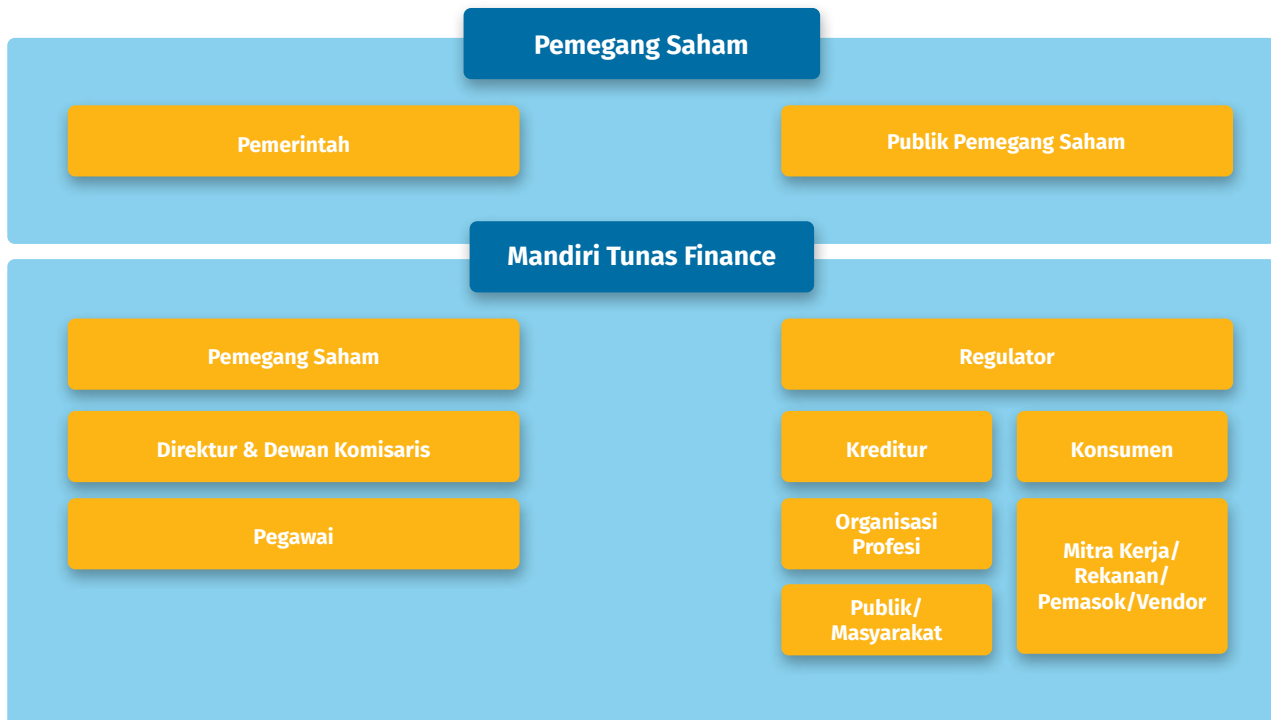 Pemegang Saham
Pemerintah
Publik Pemegang Saham
Mandiri Tunas Finance
Pemegang Saham
Regulator
Direktur & Dewan Komisaris
Kreditur
Konsumen
Pegawai
Organisasi
Profesi
Mitra Kerja/
Rekanan/
Pemasok/Vendor
Publik/
Masyarakat